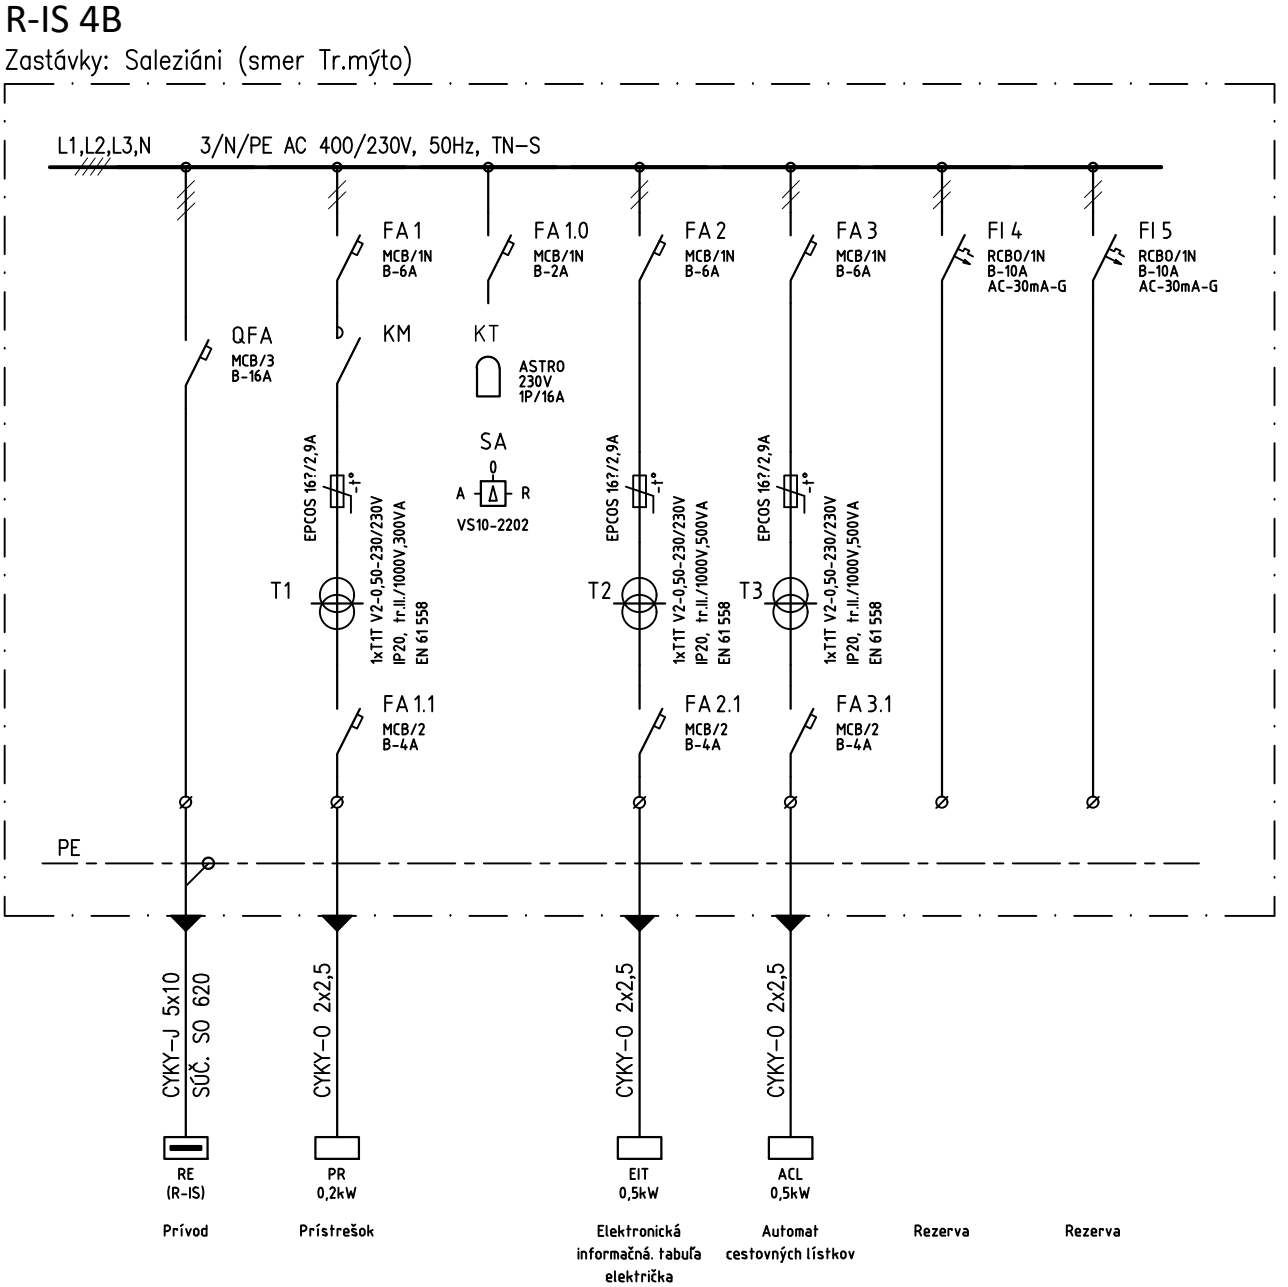 R-IS 4B
Zastávky: Saleziáni (smer Tr.mýto)
L1,L2,L3,N
3/N/PE AC 400/230V, 50Hz, TN-S
FA 1
MCB/1N
B-6A
FA 1.0
MCB/1N
B-2A
FA 2
MCB/1N
B-6A
FA 3
MCB/1N
B-6A
FI 4
RCBO/1N
B-10A
AC-30mA-G
FI 5
RCBO/1N
B-10A
AC-30mA-G
QFA
MCB/3
B-16A
KM
KT
ASTRO
230V
1P/16A
SA
0
A
R
VS10-2202
EPCOS 16?/2,9A
-t°
EPCOS 16?/2,9A
-t°
EPCOS 16?/2,9A
-t°
T1
1xT1T V2-0,50-230/230V
IP20, tr.II./1000V,300VA
EN 61 558
T2
1xT1T V2-0,50-230/230V
IP20, tr.II./1000V,500VA
EN 61 558
T3
1xT1T V2-0,50-230/230V
IP20, tr.II./1000V,500VA
EN 61 558
FA 1.1
MCB/2
B-4A
FA 2.1
MCB/2
B-4A
FA 3.1
MCB/2
B-4A
PE
CYKY-J 5x10
SÚČ. SO 620
CYKY-O 2x2,5
CYKY-O 2x2,5
CYKY-O 2x2,5
RE
(R-IS)
Prívod
PR
0,2kW
Prístrešok
EIT
0,5kW
Elektronická
informačná. tabuľa
električka
ACL
0,5kW
Automat
cestovných lístkov
Rezerva
Rezerva